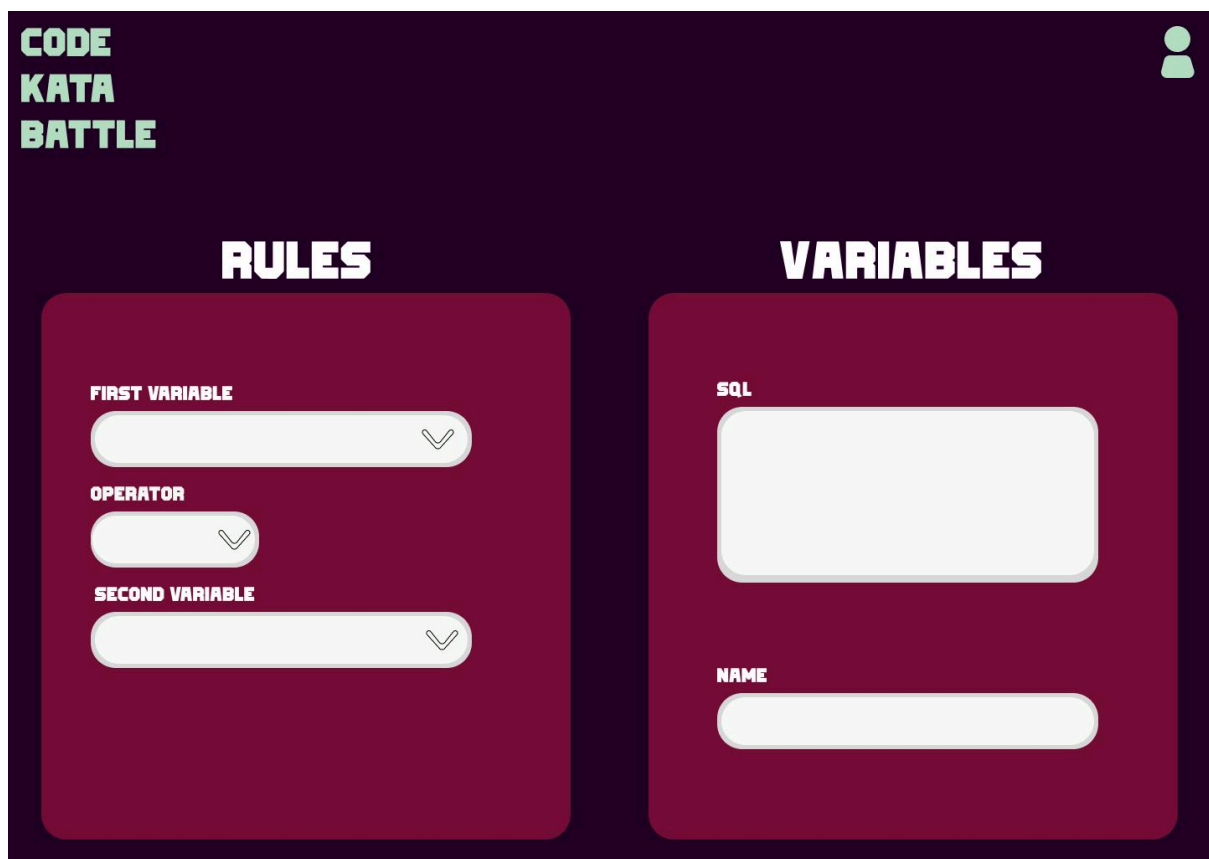 CODE
KATA
BATTLE
RULES
FIRST VARIABLE
OPERATOR
SECOND VARIABLE
VARIABLES
SQL
NAME